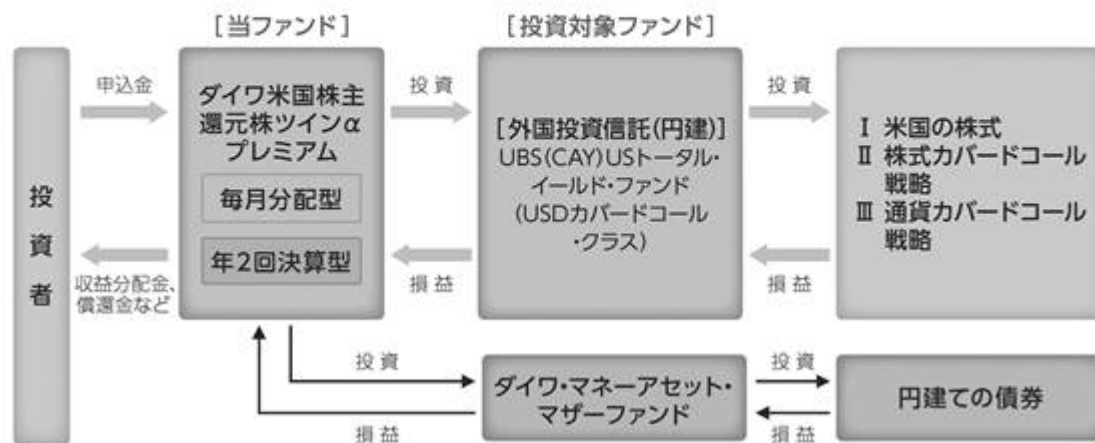 [当ファンド]
[投資対象ファンド]
投資者
申込金
収益分配金、
償還金など
ダイワ米国株主
還元株ツインα
プレミアム
毎月分配型
年2回決算型
投資
損益
[外国投資信託(円建)]
UBS(CAY)USトータル・
イールド・ファンド
(USDカバードコール
・クラス)
投資
損益
Ⅰ 米国の株式
Ⅱ 株式カバードコール
戦略
Ⅲ 通貨カバードコール
戦略
投資
損益
ダイワ・マネーアセット・
マザーファンド
投資
損益
円建ての債券